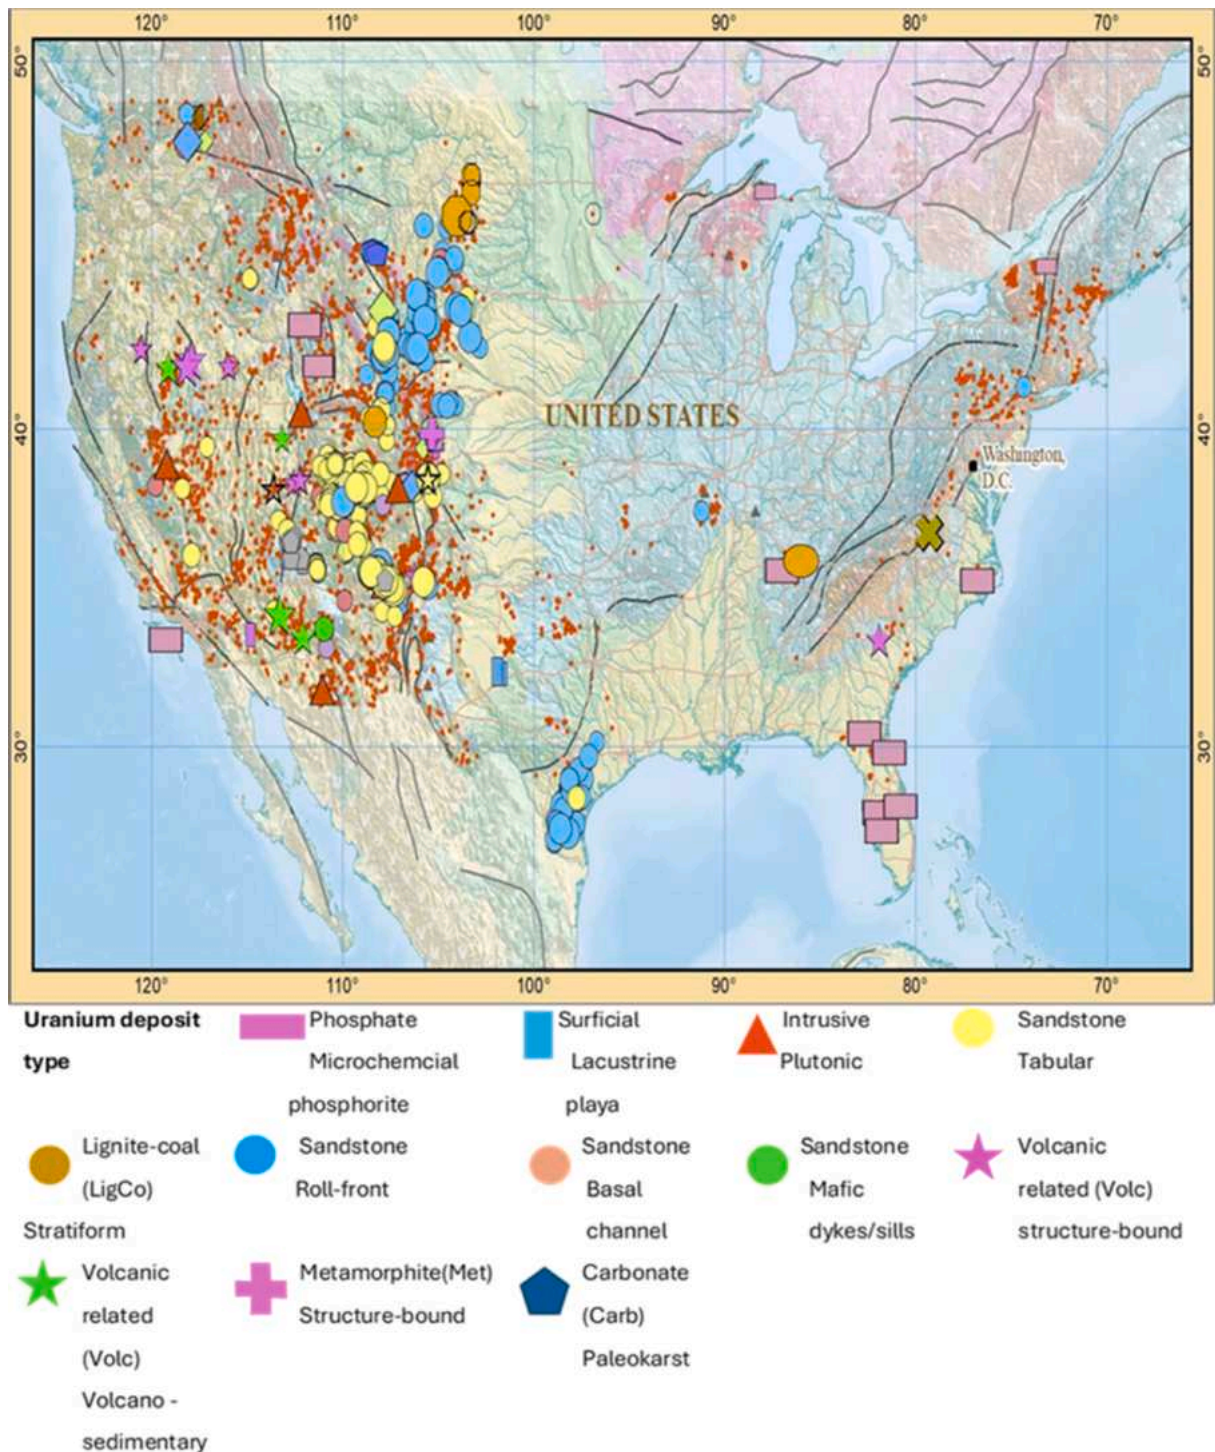 120° 110° 100° 90° 80° 70°
50° 50°
UNITED STATES
40° 40°
Washington,
D.C.
30° 30°
120° 110° 100° 90° 80° 70°
Uranium deposit
type
Phosphate
Microchemcial
phosphorite
Surficial
Lacustrine
playa
Intrusive
Plutonic
Sandstone
Tabular
Lignite-coal
(LigCo)
Stratiform
Sandstone
Roll-front
Sandstone
Basal
channel
Sandstone
Mafic
dykes/sills
Volcanic
related (Volc)
structure-bound
Volcanic
related
(Volc)
Volcano -
sedimentary
Metamorphite(Met)
Structure-bound
Carbonate
(Carb)
Paleokarst